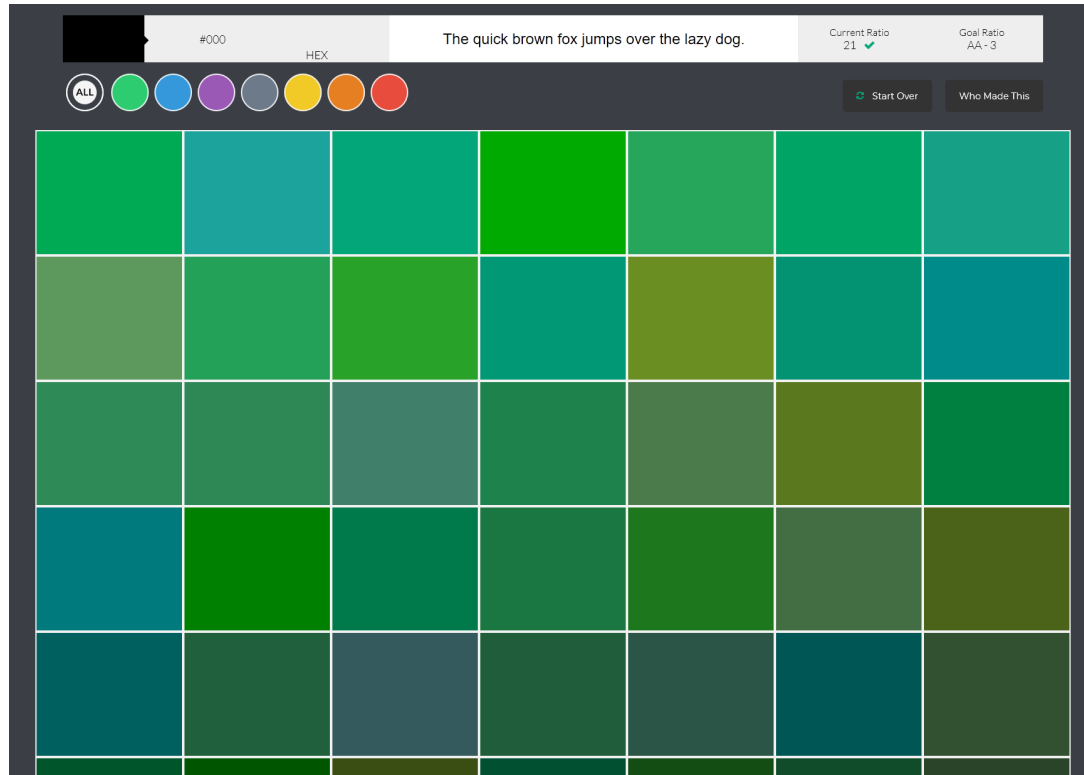 #000
HEX
The quick brown fox jumps over the lazy dog.
Current Ratio
21
Goal Ratio
AA - 3
ALL
Start Over
Who Made This